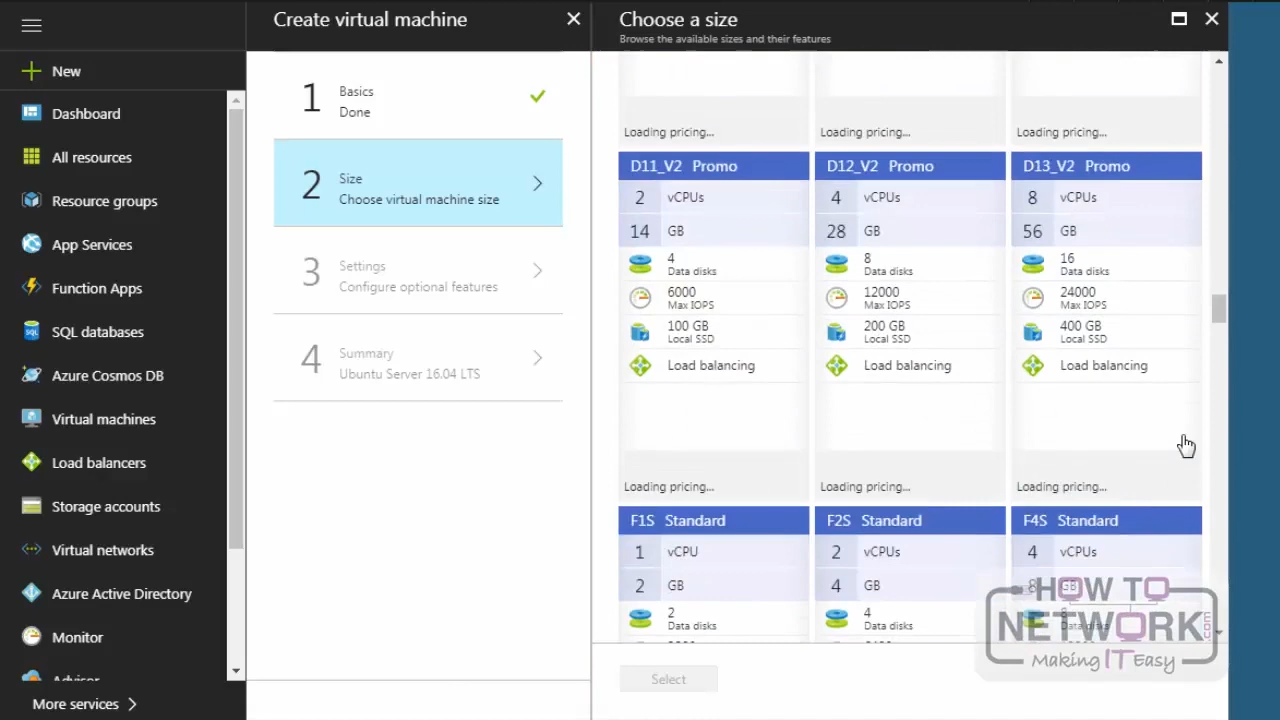 Create virtual machine
Choose a size
Browse the available sizes and their features
New
Dashboard
All resources
Resource groups
App Services
Function Apps
SQL databases
Azure Cosmos DB
Virtual machines
Load balancers
Storage accounts
Virtual networks
Azure Active Directory
Monitor
Advisor
More services
1
Basics
Done
2
Size
Choose virtual machine size
3
Settings
Configure optional features
4
Summary
Ubuntu Server 16.04 LTS
Loading pricing... Loading pricing... Loading pricing...
D11_V2 Promo D12_V2 Promo D13_V2 Promo
2 vCPUs 4 vCPUs 8 vCPUs
14 GB 28 GB 56 GB
4 8 16
Data disks Data disks Data disks
6000 12000 24000
Max IOPS Max IOPS Max IOPS
100 GB 200 GB 400 GB
Local SSD Local SSD Local SSD
Load balancing Load balancing Load balancing
Loading pricing... Loading pricing... Loading pricing...
F1S Standard F2S Standard F4S Standard
1 vCPU 2 vCPUs 4 vCPUs
2 GB 4 GB 8 GB
2 4
Data disks Data disks Data disks
Select
HOW TO
NETWORK.com
Making IT Easy